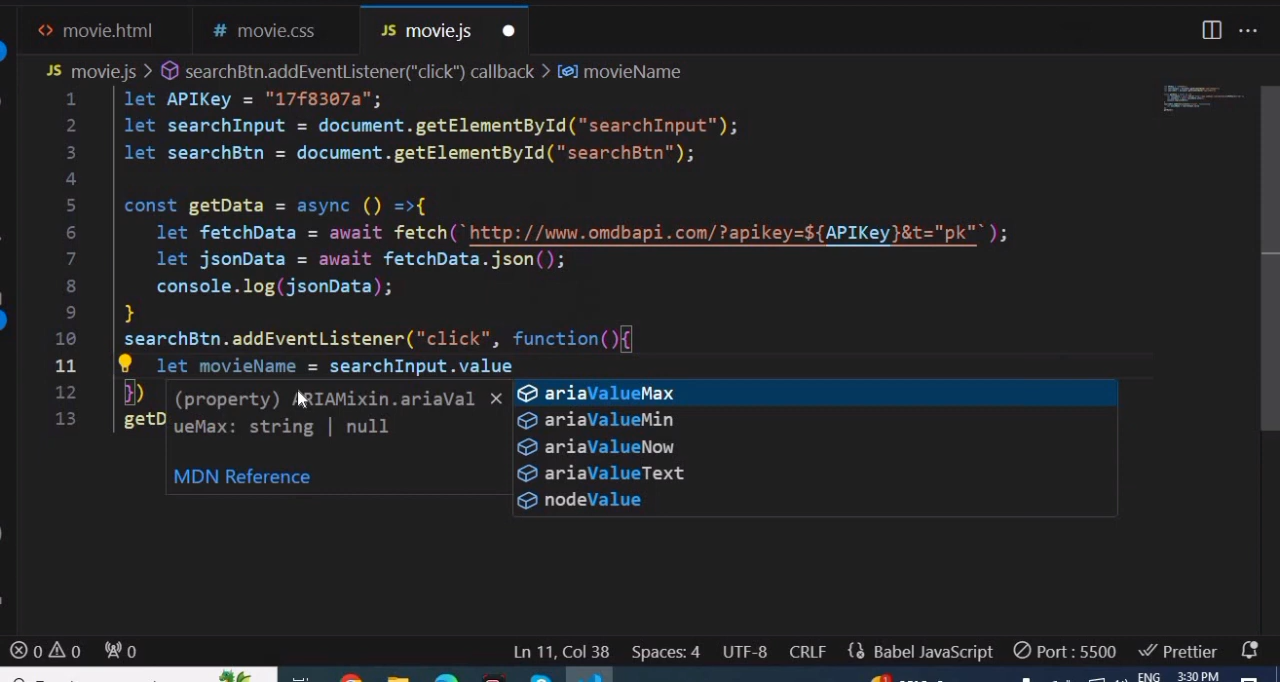 movie.html # movie.css JS movie.js
JS movie.js > searchBtn.addEventListener("click") callback > movieName
1 let APIKey = "17f8307a";
2 let searchInput = document.getElementById("searchInput");
3 let searchBtn = document.getElementById("searchBtn");
4
5 const getData = async () =>{
6 let fetchData = await fetch(`http://www.omdbapi.com/?apikey=${APIKey}&t="pk"`);
7 let jsonData = await fetchData.json();
8 console.log(jsonData);
9 }
10 searchBtn.addEventListener("click", function(){
11 let movieName = searchInput.value
12 })
13 getD
(property) ARIAMixin.ariaVal
ueMax: string | null
MDN Reference
ariaValueMax
ariaValueMin
ariaValueNow
ariaValueText
nodeValue
0 0 0 Ln 11, Col 38 Spaces: 4 UTF-8 CRLF Babel JavaScript Port : 5500 Prettier
ENG 3:30 PM